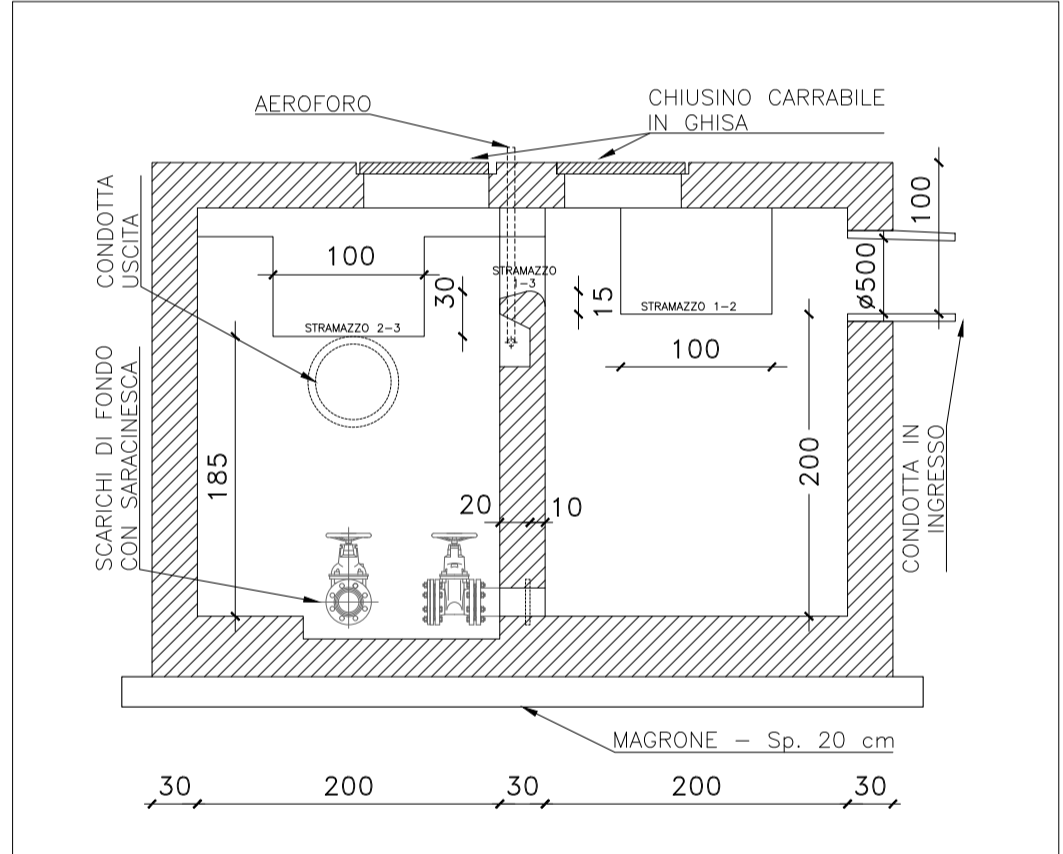 AEROFORO
CHIUSINO CARRABILE
IN GHISA
CONDOTTA
USCITA
100
100
30
STRAMAZZO
1-3
15
STRAMAZZO 1-2
ø500
STRAMAZZO 2-3
100
SCARICHI DI FONDO
CON SARACINESCA
185
20
10
200
CONDOTTA IN
INGRESSO
MAGRONE – Sp. 20 cm
30
200
30
200
30